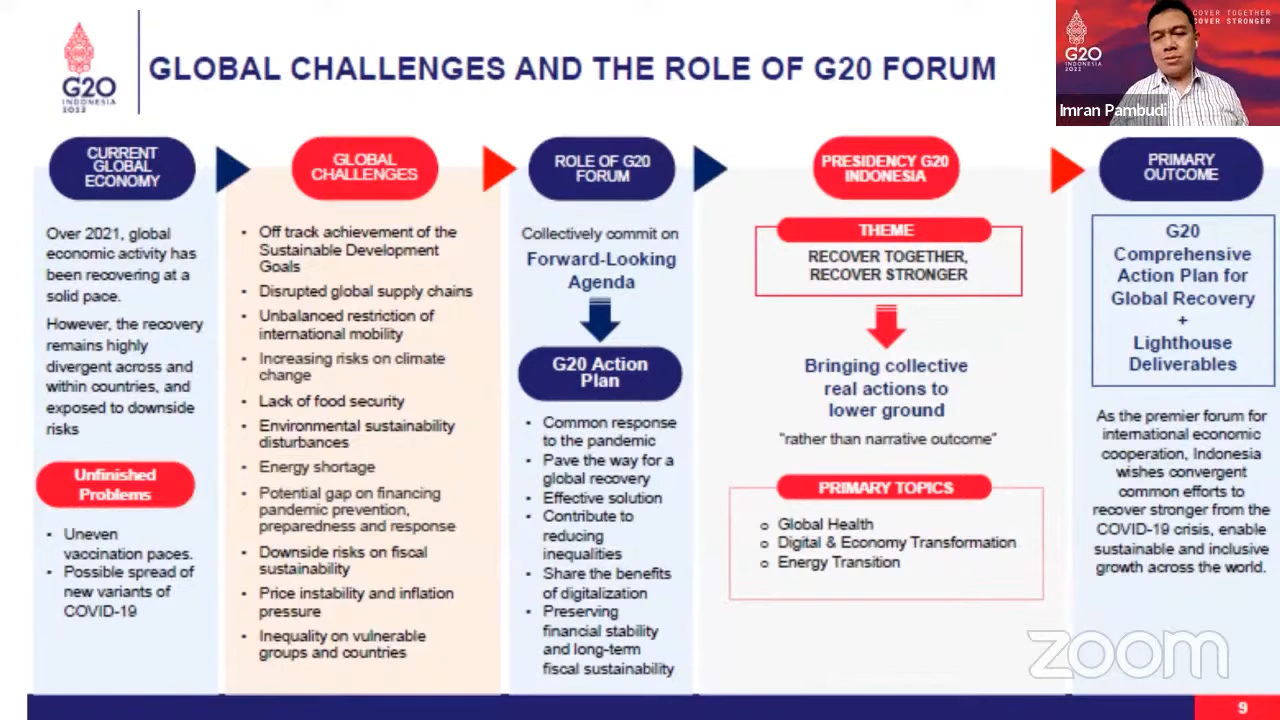 G20
INDONESIA
2022
GLOBAL CHALLENGES AND THE ROLE OF G20 FORUM
COVER TOGETHER
COVER STRONGER
G20
INDONESIA
2022
Imran Pambudi
CURRENT
GLOBAL
ECONOMY
Over 2021, global
economic activity has
been recovering at a
solid pace.
However, the recovery
remains highly
divergent across and
within countries, and
exposed to downside
risks
Unfinished
Problems
• Uneven
vaccination paces.
• Possible spread of
new variants of
COVID-19
GLOBAL
CHALLENGES
• Off track achievement of the
Sustainable Development
Goals
• Disrupted global supply chains
• Unbalanced restriction of
international mobility
• Increasing risks on climate
change
• Lack of food security
• Environmental sustainability
disturbances
• Energy shortage
• Potential gap on financing
pandemic prevention,
preparedness and response
• Downside risks on fiscal
sustainability
• Price instability and inflation
pressure
• Inequality on vulnerable
groups and countries
ROLE OF G20
FORUM
Collectively commit on
Forward-Looking
Agenda
G20 Action
Plan
• Common response
to the pandemic
• Pave the way for a
global recovery
• Effective solution
• Contribute to
reducing
inequalities
• Share the benefits
of digitalization
• Preserving
financial stability
and long-term
fiscal sustainability
PRESIDENCY G20
INDONESIA
THEME
RECOVER TOGETHER,
RECOVER STRONGER
Bringing collective
real actions to
lower ground
"rather than narrative outcome"
PRIMARY TOPICS
o Global Health
o Digital & Economy Transformation
o Energy Transition
PRIMARY
OUTCOME
G20
Comprehensive
Action Plan for
Global Recovery
+
Lighthouse
Deliverables
As the premier forum for
international economic
cooperation, Indonesia
wishes convergent
common efforts to
recover stronger from the
COVID-19 crisis, enable
sustainable and inclusive
growth across the world.
zoom
9